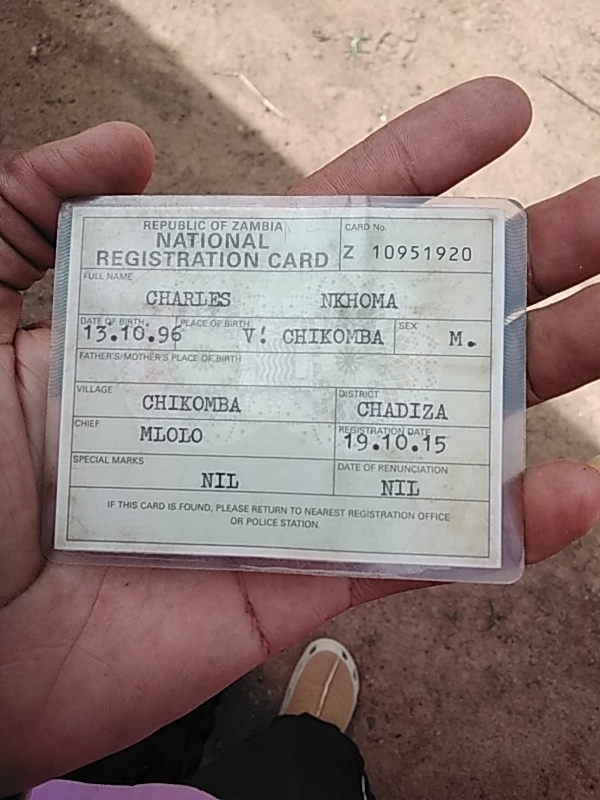 REPUBLIC OF ZAMBIA
NATIONAL
REGISTRATION CARD
CARD No.
Z 10951920
FULL NAME
CHARLES NKHOMA
DATE OF BIRTH
13.10.96
PLACE OF BIRTH
V: CHIKOMBA
SEX
M.
FATHER'S/MOTHER'S PLACE OF BIRTH
VILLAGE
CHIKOMBA
DISTRICT
CHADIZA
CHIEF
MLOLO
REGISTRATION DATE
19.10.15
SPECIAL MARKS
NIL
DATE OF RENUNCIATION
NIL
IF THIS CARD IS FOUND, PLEASE RETURN TO NEAREST REGISTRATION OFFICE
OR POLICE STATION.